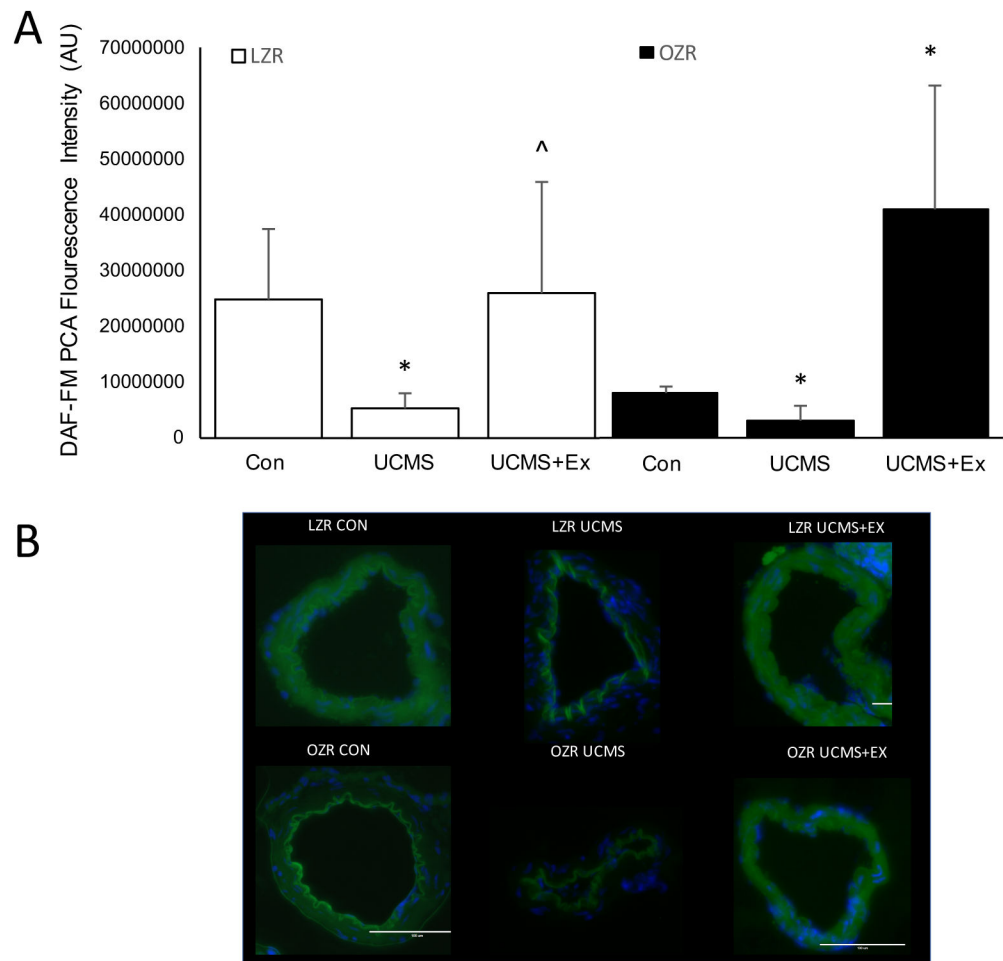 A
DAF-FM PCA Flourescence Intensity (AU)
70000000
60000000
50000000
40000000
30000000
20000000
10000000
0
LZR
OZR
*
^
*
*
Con
UCMS
UCMS+Ex
Con
UCMS
UCMS+Ex
B
LZR CON
LZR UCMS
LZR UCMS+EX
OZR CON
OZR UCMS
OZR UCMS+EX